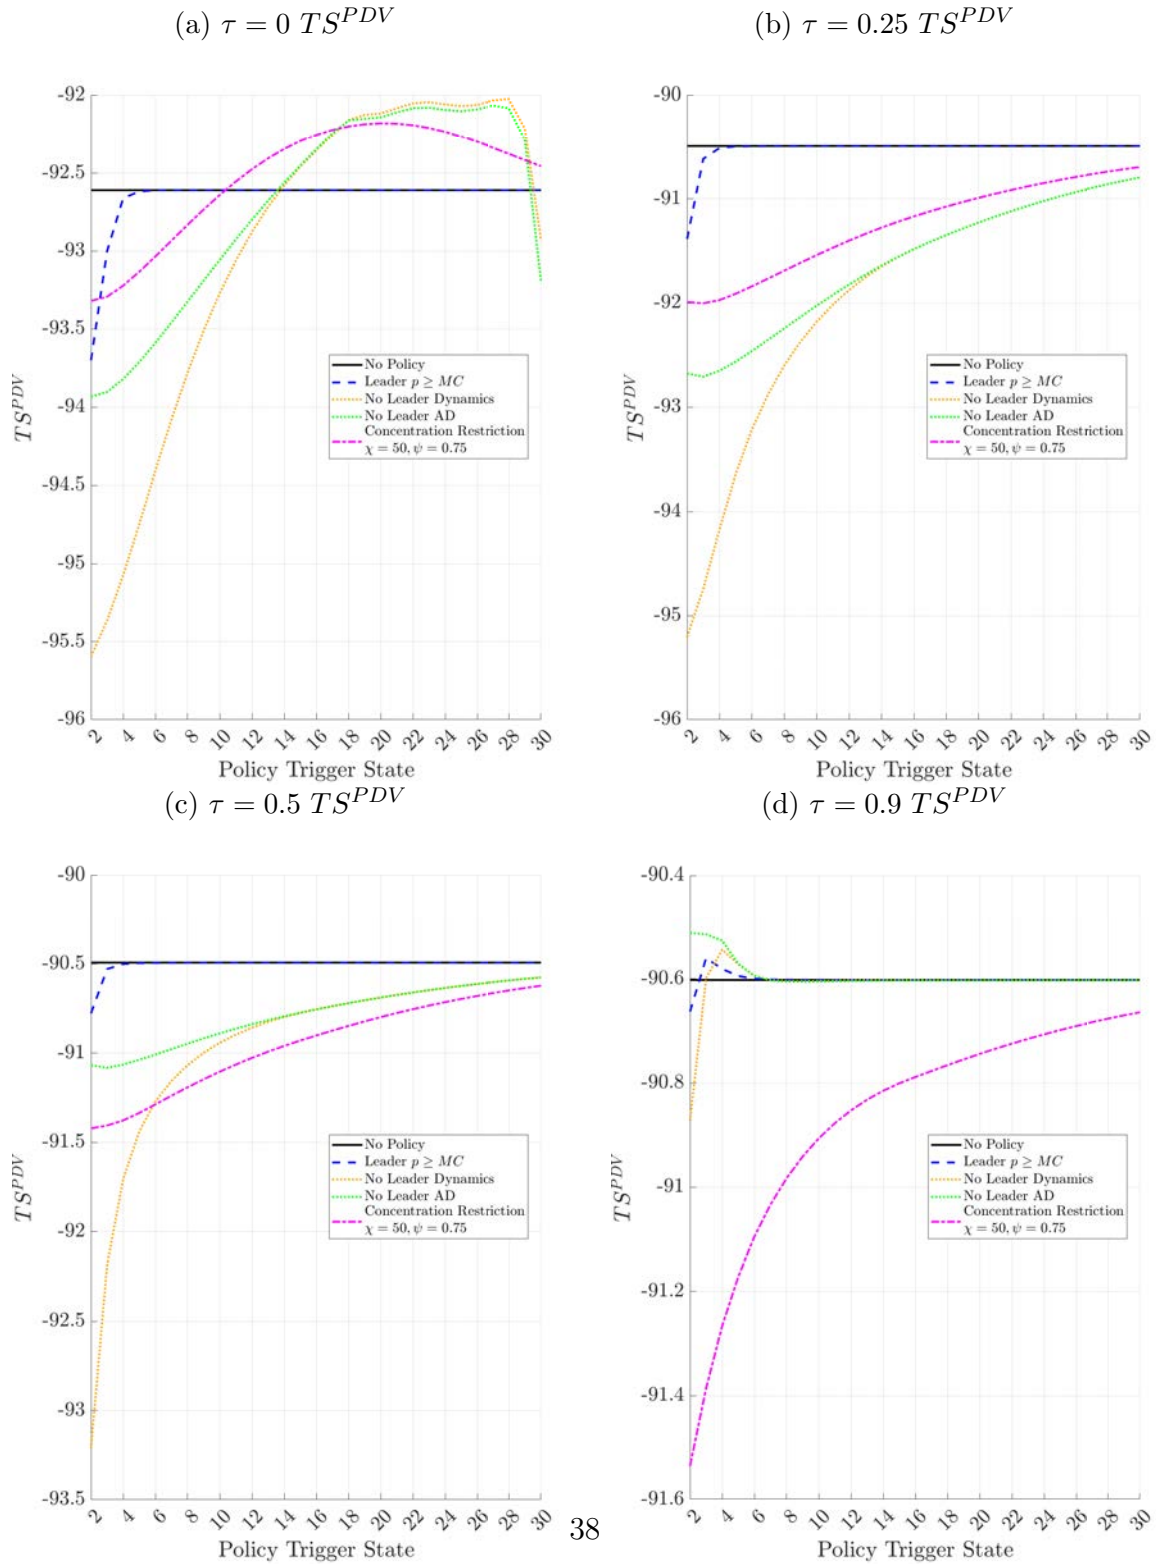 (a) τ = 0 TS^{PDV}
-92
-92.5
-93
-93.5
-94
-94.5
-95
-95.5
-96
TS^{PDV}
No Policy
Leader p ≥ MC
No Leader Dynamics
No Leader AD
Concentration Restriction
χ = 50, ψ = 0.75
2 4 6 8 10 12 14 16 18 20 22 24 26 28 30
Policy Trigger State
(b) τ = 0.25 TS^{PDV}
-90
-91
-92
-93
-94
-95
-96
TS^{PDV}
No Policy
Leader p ≥ MC
No Leader Dynamics
No Leader AD
Concentration Restriction
χ = 50, ψ = 0.75
2 4 6 8 10 12 14 16 18 20 22 24 26 28 30
Policy Trigger State
(c) τ = 0.5 TS^{PDV}
-90
-90.5
-91
-91.5
-92
-92.5
-93
-93.5
TS^{PDV}
No Policy
Leader p ≥ MC
No Leader Dynamics
No Leader AD
Concentration Restriction
χ = 50, ψ = 0.75
2 4 6 8 10 12 14 16 18 20 22 24 26 28 30
Policy Trigger State
(d) τ = 0.9 TS^{PDV}
-90.4
-90.6
-90.8
-91
-91.2
-91.4
-91.6
TS^{PDV}
No Policy
Leader p ≥ MC
No Leader Dynamics
No Leader AD
Concentration Restriction
χ = 50, ψ = 0.75
2 4 6 8 10 12 14 16 18 20 22 24 26 28 30
Policy Trigger State
38